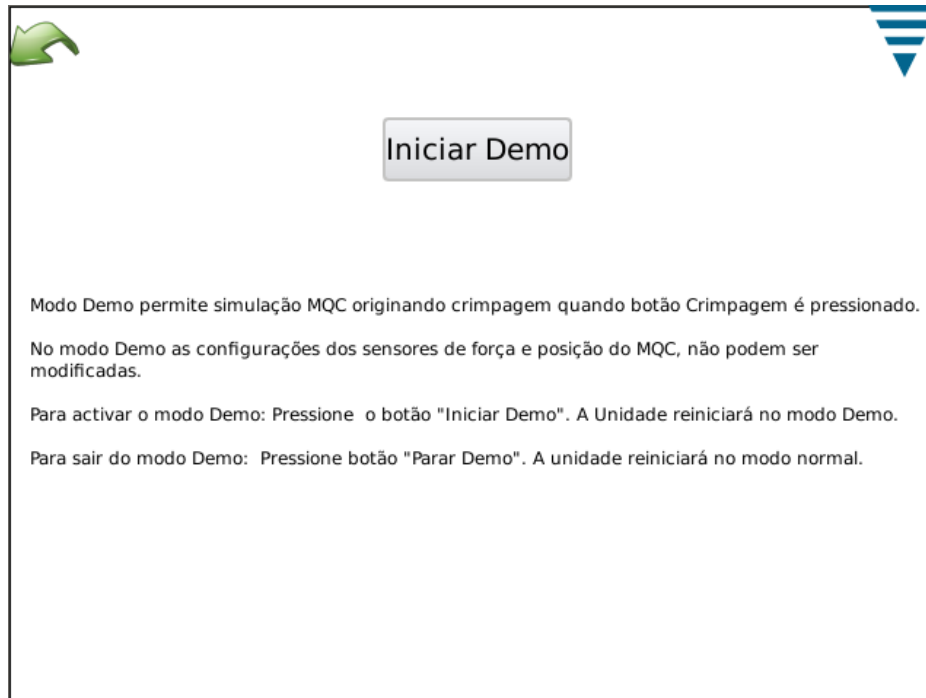 Iniciar Demo
Modo Demo permite simulação MQC originando crimpagem quando botão Crimpagem é pressionado.
No modo Demo as configurações dos sensores de força e posição do MQC, não podem ser
modificadas.
Para activar o modo Demo: Pressione  o botão "Iniciar Demo". A Unidade reiniciará no modo Demo.
Para sair do modo Demo:  Pressione botão "Parar Demo". A unidade reiniciará no modo normal.